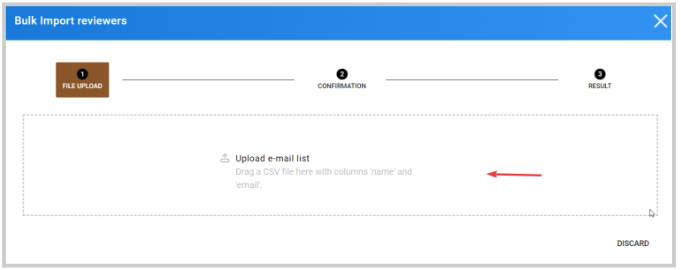 Bulk Import reviewers
1
2
3
FILE UPLOAD
CONFIRMATION
RESULT
Upload e-mail list
Drag a CSV file here with columns 'name' and
'email'.
DISCARD